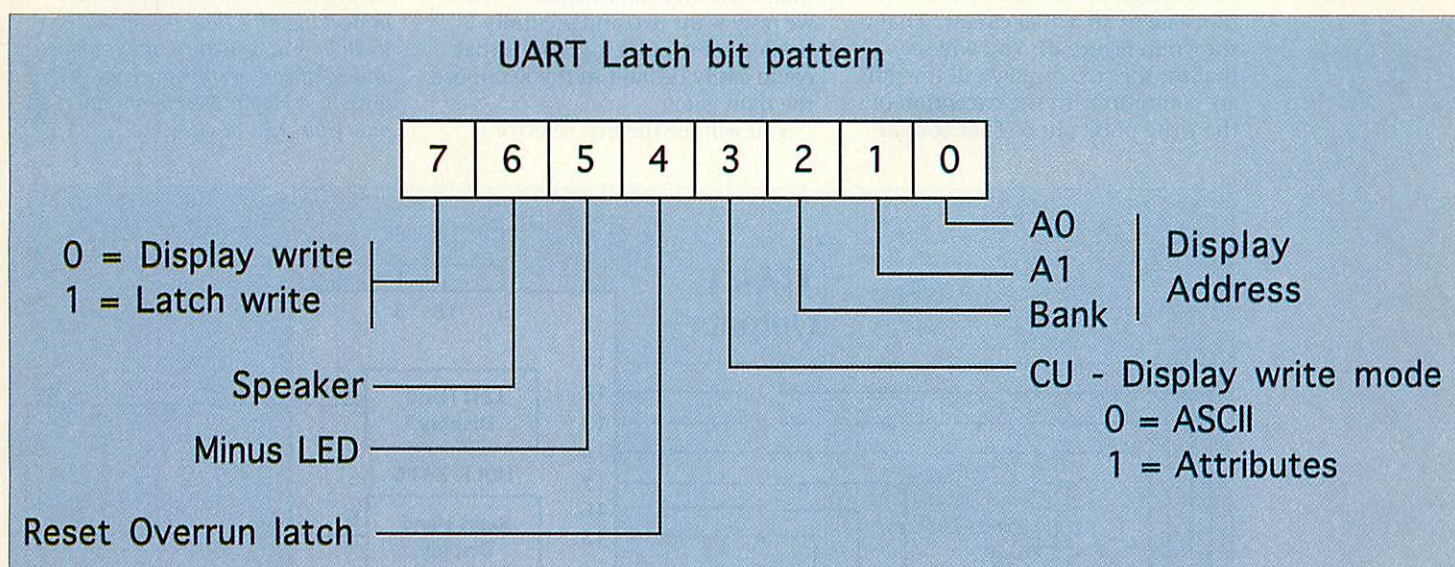 UART Latch bit pattern
7 6 5 4 3 2 1 0
0 = Display write
1 = Latch write
Speaker
Minus LED
Reset Overrun latch
A0
A1
Bank
Display
Address
CU - Display write mode
0 = ASCII
1 = Attributes